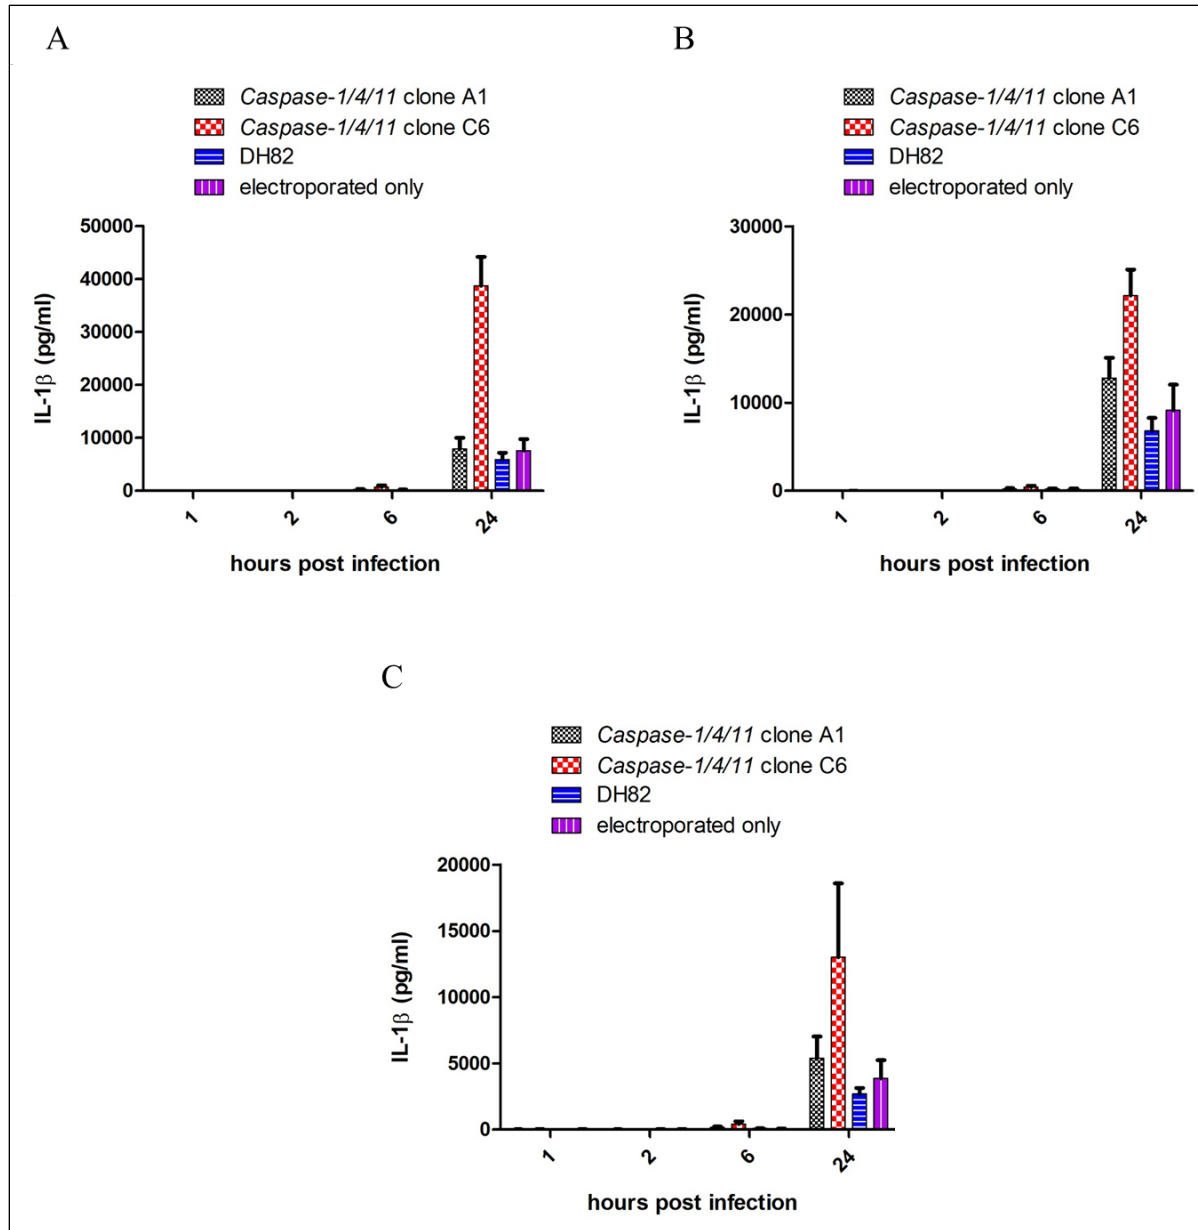 A
Caspase-1/4/11 clone A1
Caspase-1/4/11 clone C6
DH82
electroporated only
50000
40000
30000
20000
10000
0
IL-1β (pg/ml)
1
2
6
24
hours post infection
B
Caspase-1/4/11 clone A1
Caspase-1/4/11 clone C6
DH82
electroporated only
30000
20000
10000
0
IL-1β (pg/ml)
1
2
6
24
hours post infection
C
Caspase-1/4/11 clone A1
Caspase-1/4/11 clone C6
DH82
electroporated only
20000
15000
10000
5000
0
IL-1β (pg/ml)
1
2
6
24
hours post infection